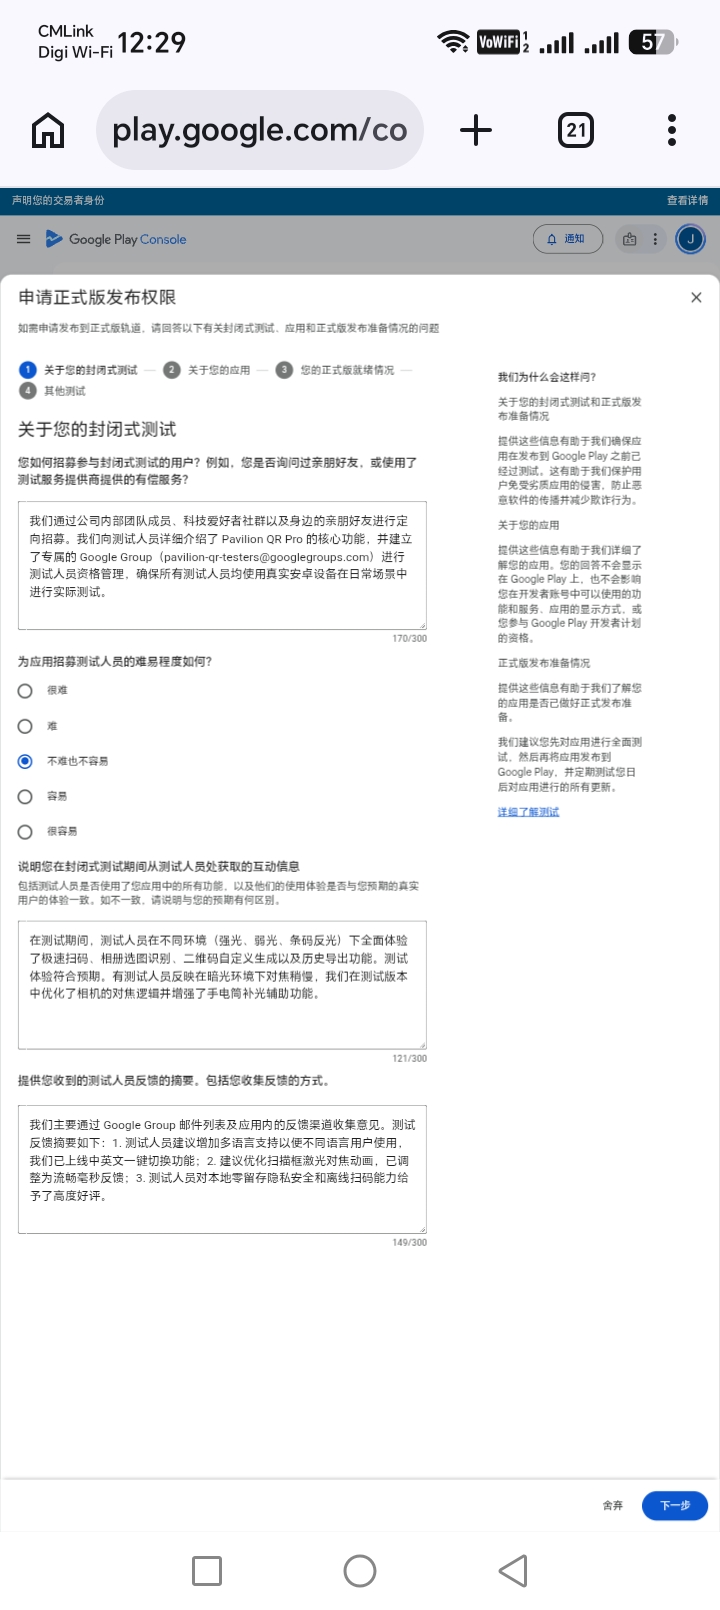 CMLink
Digi Wi-Fi
12:29
VoWiFi 1 2
57
play.google.com/co
21
声明您的交易者身份
查看详情
Google Play Console
通知
J
申请正式版发布权限
如需申请发布到正式版轨道，请回答以下有关封闭式测试、应用和正式版发布准备情况的问题
1 关于您的封闭式测试 — 2 关于您的应用 — 3 您的正式版就绪情况 —
4 其他测试
关于您的封闭式测试
您如何招募参与封闭式测试的用户？例如，您是否询问过亲朋好友，或使用了
测试服务提供商提供的有偿服务？
我们通过公司内部团队成员、科技爱好者社群以及身边的亲朋好友进行定
向招募。我们向测试人员详细介绍了 Pavilion QR Pro 的核心功能，并建立
了专属的 Google Group（pavilion-qr-testers@googlegroups.com）进行
测试人员资格管理，确保所有测试人员均使用真实安卓设备在日常场景中
进行实际测试。
170/300
为应用招募测试人员的难易程度如何？
很难
难
不难也不容易
容易
很容易
说明您在封闭式测试期间从测试人员处获取的互动信息
包括测试人员是否使用了您应用中的所有功能，以及他们的使用体验是否与您预期的真实
用户的体验一致。如不一致，请说明与您的预期有何区别。
在测试期间，测试人员在不同环境（强光、弱光、条码反光）下全面体验
了极速扫码、相册选图识别、二维码自定义生成以及历史导出功能。测试
体验符合预期。有测试人员反映在暗光环境下对焦稍慢，我们在测试版本
中优化了相机的对焦逻辑并增强了手电筒补光辅助功能。
121/300
提供您收到的测试人员反馈的摘要。包括您收集反馈的方式。
我们主要通过 Google Group 邮件列表及应用内的反馈渠道收集意见。测试
反馈摘要如下：1. 测试人员建议增加多语言支持以便不同语言用户使用，
我们已上线中英文一键切换功能；2. 建议优化扫描框激光对焦动画，已调
整为流畅毫秒反馈；3. 测试人员对本地零留存隐私安全和离线扫码能力给
予了高度好评。
149/300
我们为什么会这样问？
关于您的封闭式测试和正式版发
布准备情况
提供这些信息有助于我们确保应
用在发布到 Google Play 之前已
经过测试。这有助于我们保护用
户免受劣质应用的侵害，防止恶
意软件的传播并减少欺诈行为。
关于您的应用
提供这些信息有助于我们详细了
解您的应用。您的回答不会显示
在 Google Play 上，也不会影响
您在开发者账号中可以使用的功
能和服务、应用的显示方式，或
您参与 Google Play 开发者计划
的资格。
正式版发布准备情况
提供这些信息有助于我们了解您
的应用是否已做好正式发布准
备。
我们建议您先对应用进行全面测
试，然后再将应用发布到
Google Play，并定期测试您日
后对应用进行的所有更新。
详细了解测试
舍弃
下一步